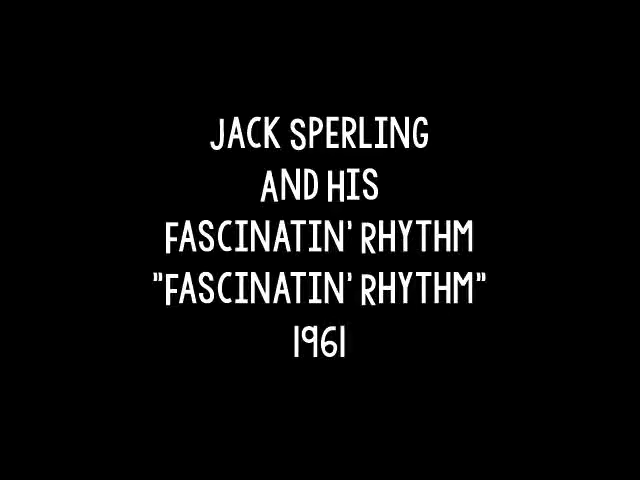 JACK SPERLING
AND HIS
FASCINATIN' RHYTHM
"FASCINATIN' RHYTHM"
1961